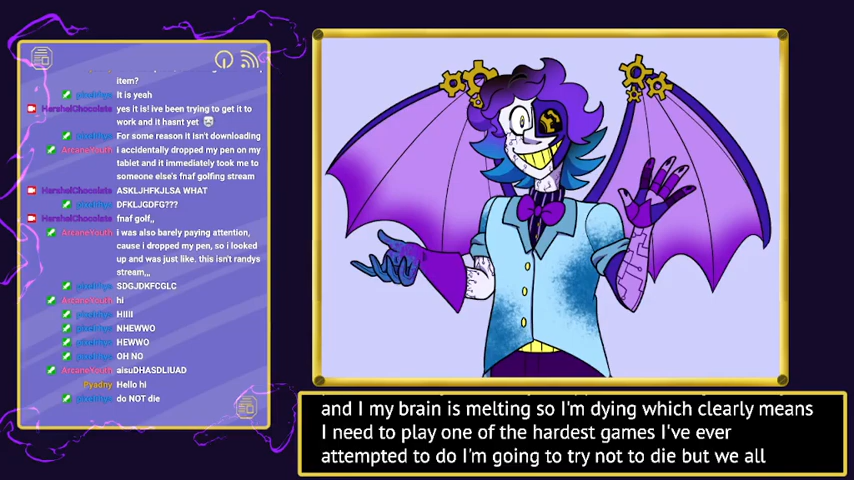 item?
It is yeah
HershelChocolate yes it is! ive been trying to get it to
work and it hasnt yet
For some reason it isn't downloading
ArcaneYouth i accidentally dropped my pen on my
tablet and it immediately took me to
someone else's fnaf golfing stream
HershelChocolate ASKLJHFKJLSA WHAT
DFKLJGDFG???
HershelChocolate fnaf golf,,
ArcaneYouth i was also barely paying attention,
cause i dropped my pen, so i looked
up and was just like, this isn't randys
stream,,,
SDGJDKFCGLC
ArcaneYouth hi
HIIII
NHEWWO
HEWWO
OH NO
ArcaneYouth aisuDHASDLIUAD
Pyadny Hello hi
do NOT die
and I my brain is melting so I'm dying which clearly means
I need to play one of the hardest games I've ever
attempted to do I'm going to try not to die but we all